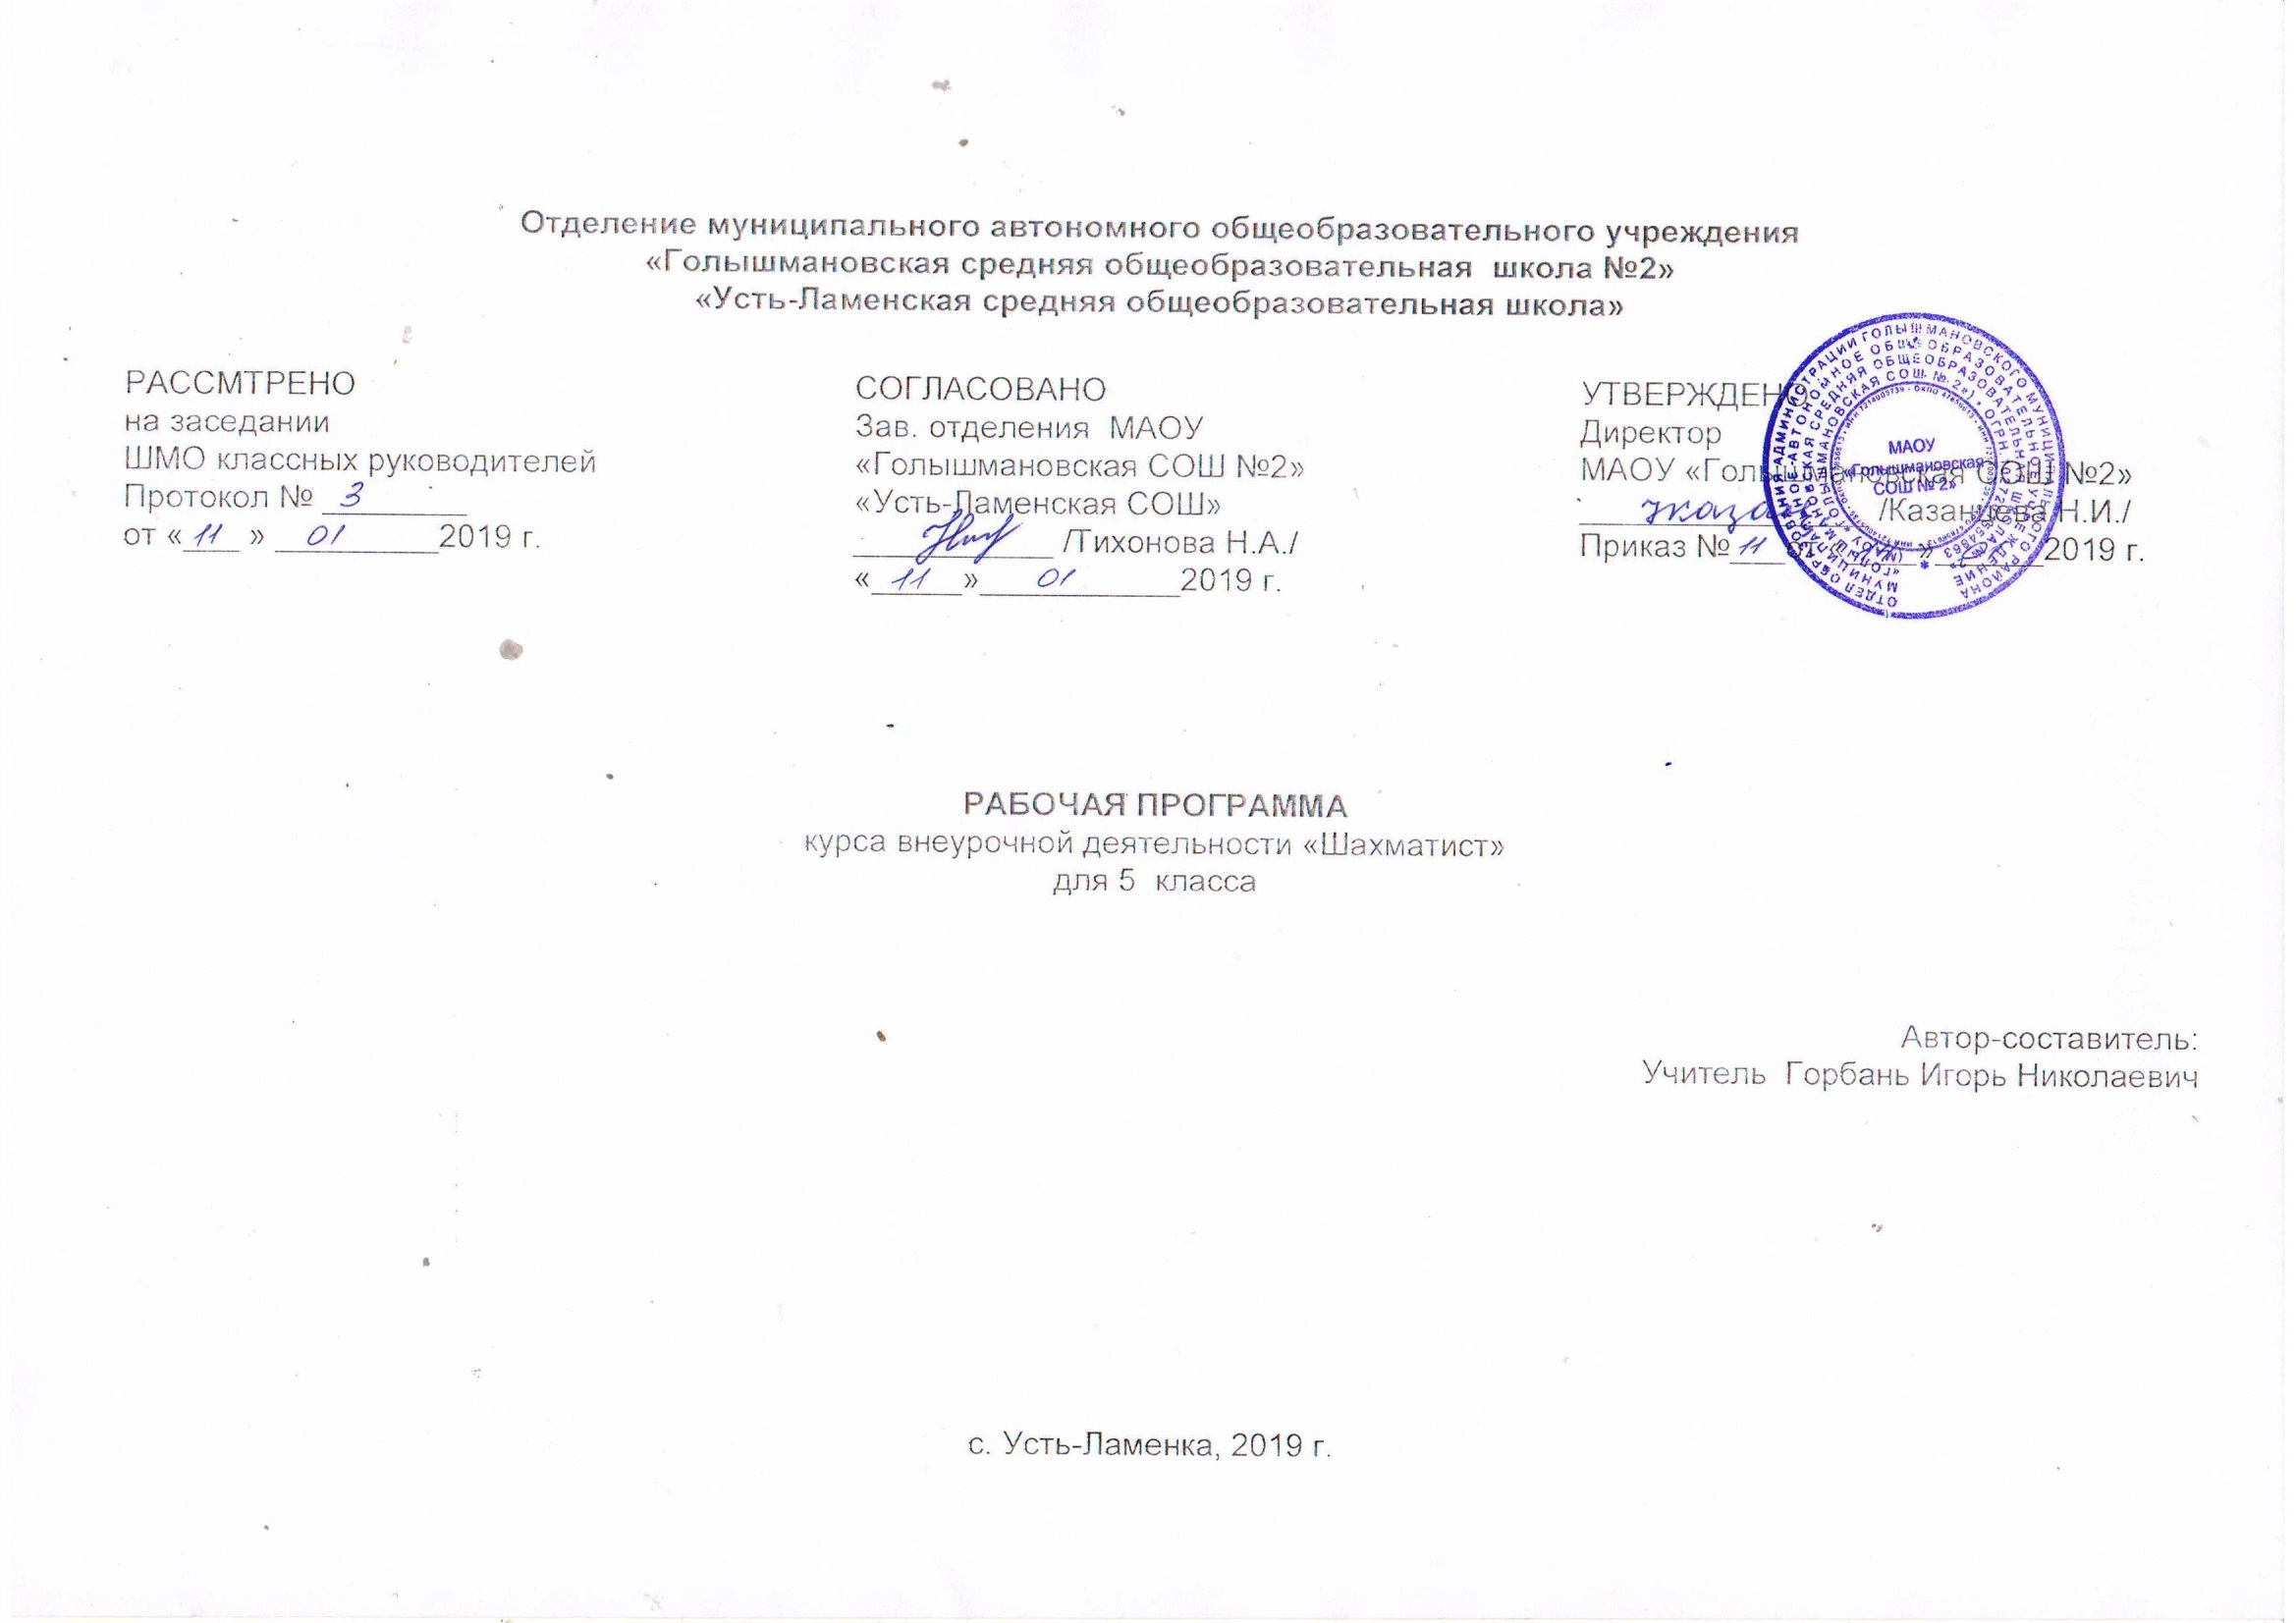 Отделение муниципального автономного общеобразовательного учреждения
«Голышмановская средняя общеобразовательная школа №2»
«Усть-Ламенская средняя общеобразовательная школа»
РАССМТРЕНО
на заседании
ШМО классных руководителей
Протокол № 3
от «11» 01 2019 г.
СОГЛАСОВАНО
Зав. отделения МАОУ
«Голышмановская СОШ №2»
«Усть-Ламенская СОШ»
/Тихонова Н.А./
«11» 01 2019 г.
УТВЕРЖДЕНО
Директор
МАОУ «Голышмановская СОШ №2»
/Казанцева Н.И./
Приказ № 11 от « » 2019 г.
МАОУ
«Голышмановская
СОШ № 2»
РАБОЧАЯ ПРОГРАММА
курса внеурочной деятельности «Шахматист»
для 5 класса
Автор-составитель:
Учитель Горбань Игорь Николаевич
с. Усть-Ламенка, 2019 г.